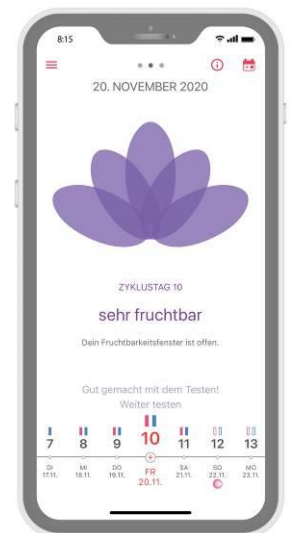 8:15
20. NOVEMBER 2020
ZYKLUSTAG 10
sehr fruchtbar
Dein Fruchtbarkeitsfenster ist offen.
Gut gemacht mit dem Testen!
Weiter testen
7 8 9 10 11 12 13
DI MI DO FR SA SO MO
17.11. 18.11. 19.11. 20.11. 21.11. 22.11. 23.11.